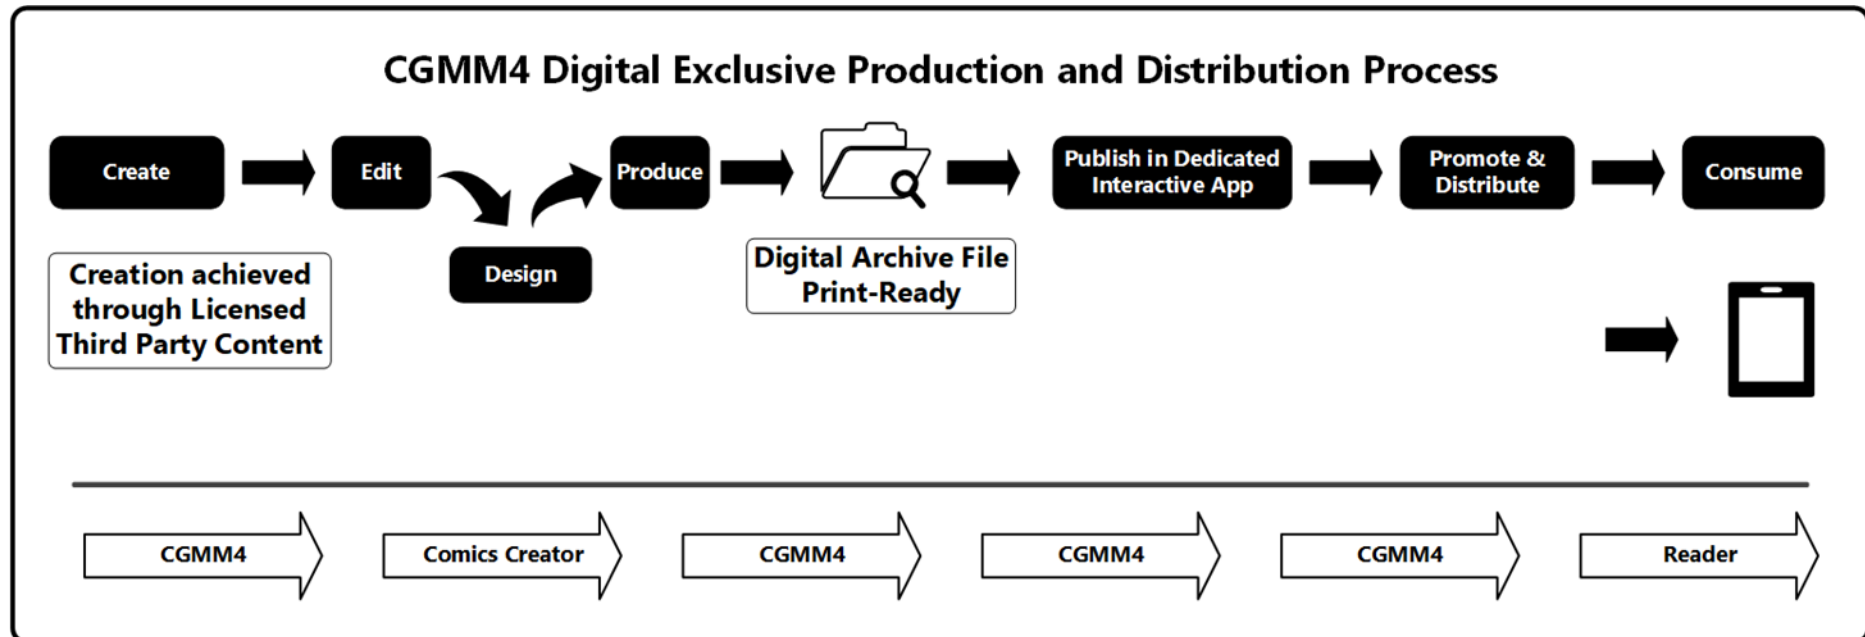 CGMM4 Digital Exclusive Production and Distribution Process
Create
Edit
Design
Produce
Publish in Dedicated
Interactive App
Promote &
Distribute
Consume
Creation achieved
through Licensed
Third Party Content
Digital Archive File
Print-Ready
CGMM4
Comics Creator
CGMM4
CGMM4
CGMM4
Reader